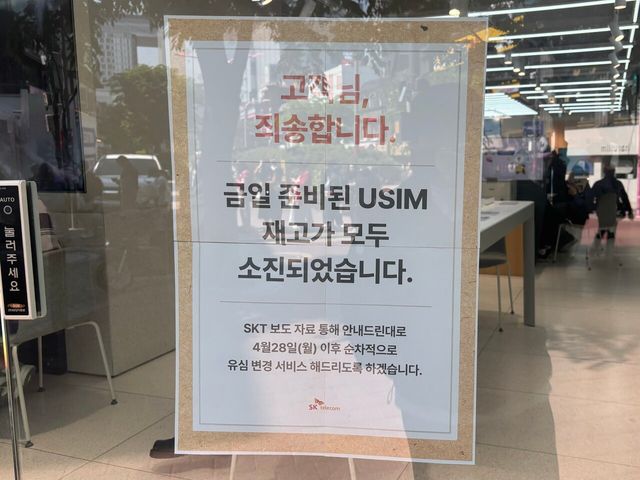 고객님,
죄송합니다.
금일 준비된 USIM
재고가 모두
소진되었습니다.
SKT 보도 자료 통해 안내드린대로
4월28일(월) 이후 순차적으로
유심 변경 서비스 해드리도록 하겠습니다.
SK telecom
AUTO
눌러주세요